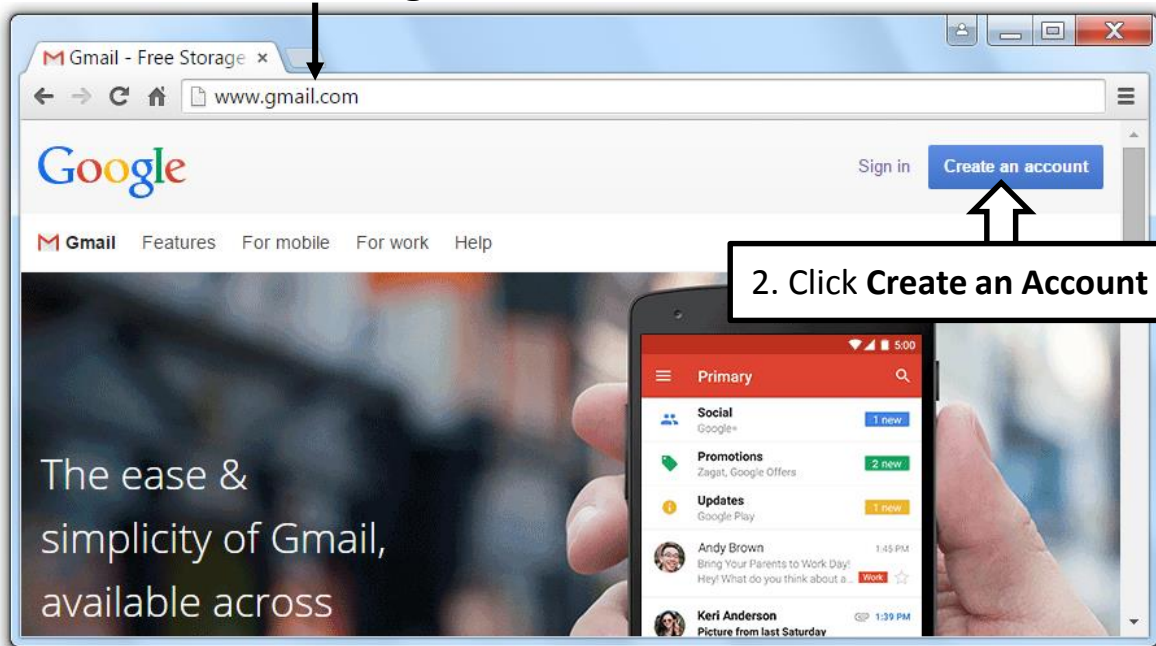 Gmail - Free Storage ×
www.gmail.com
Google
Sign in
Create an account
Gmail Features For mobile For work Help
2. Click Create an Account
5:00
Primary
Social
1 new
Google+
Promotions
2 new
Zagat, Google Offers
Updates
1 new
Google Play
Andy Brown 1:45 PM
Bring Your Parents to Work Day!
Hey! What do you think about a... Work
Keri Anderson 1:39 PM
Picture from last Saturday
The ease &
simplicity of Gmail,
available across